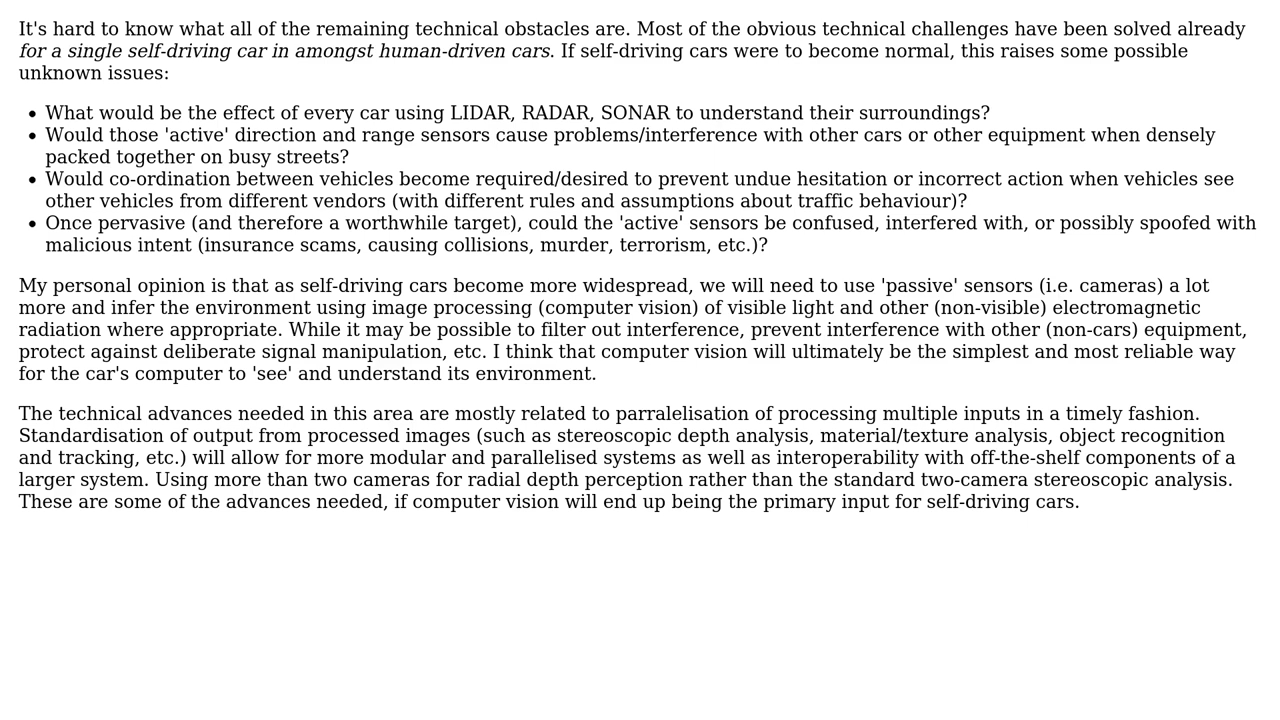 It's hard to know what all of the remaining technical obstacles are. Most of the obvious technical challenges have been solved already
for a single self-driving car in amongst human-driven cars. If self-driving cars were to become normal, this raises some possible
unknown issues:
• What would be the effect of every car using LIDAR, RADAR, SONAR to understand their surroundings?
• Would those 'active' direction and range sensors cause problems/interference with other cars or other equipment when densely
packed together on busy streets?
• Would co-ordination between vehicles become required/desired to prevent undue hesitation or incorrect action when vehicles see
other vehicles from different vendors (with different rules and assumptions about traffic behaviour)?
• Once pervasive (and therefore a worthwhile target), could the 'active' sensors be confused, interfered with, or possibly spoofed with
malicious intent (insurance scams, causing collisions, murder, terrorism, etc.)?
My personal opinion is that as self-driving cars become more widespread, we will need to use 'passive' sensors (i.e. cameras) a lot
more and infer the environment using image processing (computer vision) of visible light and other (non-visible) electromagnetic
radiation where appropriate. While it may be possible to filter out interference, prevent interference with other (non-cars) equipment,
protect against deliberate signal manipulation, etc. I think that computer vision will ultimately be the simplest and most reliable way
for the car's computer to 'see' and understand its environment.
The technical advances needed in this area are mostly related to parralelisation of processing multiple inputs in a timely fashion.
Standardisation of output from processed images (such as stereoscopic depth analysis, material/texture analysis, object recognition
and tracking, etc.) will allow for more modular and parallelised systems as well as interoperability with off-the-shelf components of a
larger system. Using more than two cameras for radial depth perception rather than the standard two-camera stereoscopic analysis.
These are some of the advances needed, if computer vision will end up being the primary input for self-driving cars.